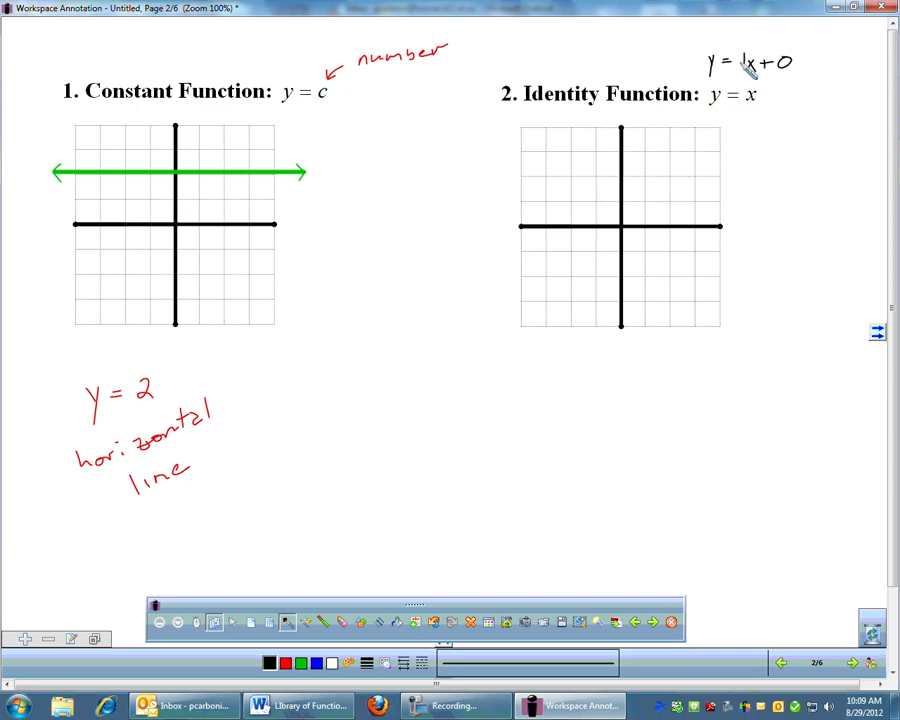 Workspace Annotation - Untitled, Page 2/6 (Zoom 100%) *
number
1. Constant Function: y = c
y = 1x + 0
2. Identity Function: y = x
y = 2
horizontal
line
2/6
Inbox - pcarboni...
Library of Functio...
Recording...
Workspace Annot...
10:09 AM
8/29/2012